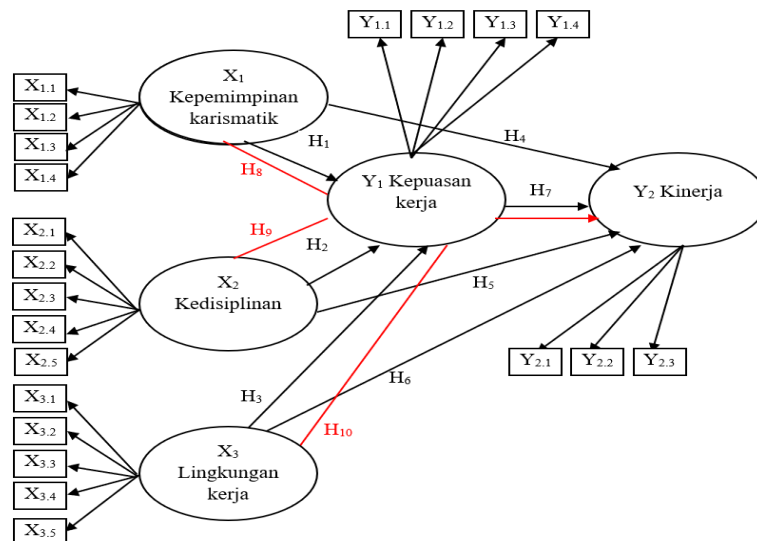 Y₁.₁
Y₁.₂
Y₁.₃
Y₁.₄
X₁.₁
X₁.₂
X₁.₃
X₁.₄
X₁
Kepemimpinan
karismatik
H₁
H₄
H₈
Y₁ Kepuasan
kerja
H₇
Y₂ Kinerja
X₂.₁
X₂.₂
X₂.₃
X₂.₄
X₂.₅
H₉
H₂
X₂
Kedisiplinan
H₅
Y₂.₁
Y₂.₂
Y₂.₃
H₃
H₆
H₁₀
X₃.₁
X₃.₂
X₃.₃
X₃.₄
X₃.₅
X₃
Lingkungan
kerja